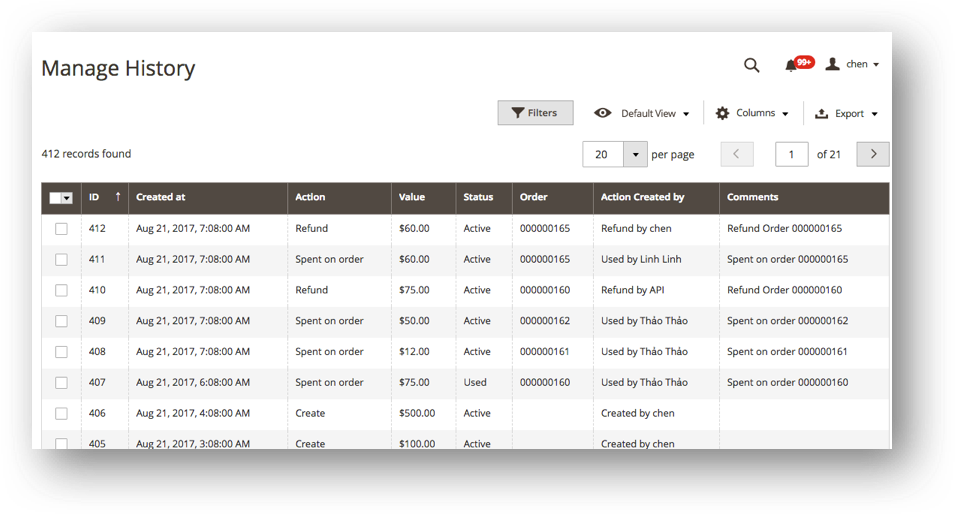 Manage History
99+ chen
Filters Default View Columns Export
412 records found 20 per page 1 of 21
ID ↑ Created at Action Value Status Order Action Created by Comments
412 Aug 21, 2017, 7:08:00 AM Refund $60.00 Active 000000165 Refund by chen Refund Order 000000165
411 Aug 21, 2017, 7:08:00 AM Spent on order $60.00 Active 000000165 Used by Linh Linh Spent on order 000000165
410 Aug 21, 2017, 7:08:00 AM Refund $75.00 Active 000000160 Refund by API Refund Order 000000160
409 Aug 21, 2017, 7:08:00 AM Spent on order $50.00 Active 000000162 Used by Thảo Thảo Spent on order 000000162
408 Aug 21, 2017, 7:08:00 AM Spent on order $12.00 Active 000000161 Used by Thảo Thảo Spent on order 000000161
407 Aug 21, 2017, 6:08:00 AM Spent on order $75.00 Used 000000160 Used by Thảo Thảo Spent on order 000000160
406 Aug 21, 2017, 4:08:00 AM Create $500.00 Active Created by chen
405 Aug 21, 2017, 3:08:00 AM Create $100.00 Active Created by chen